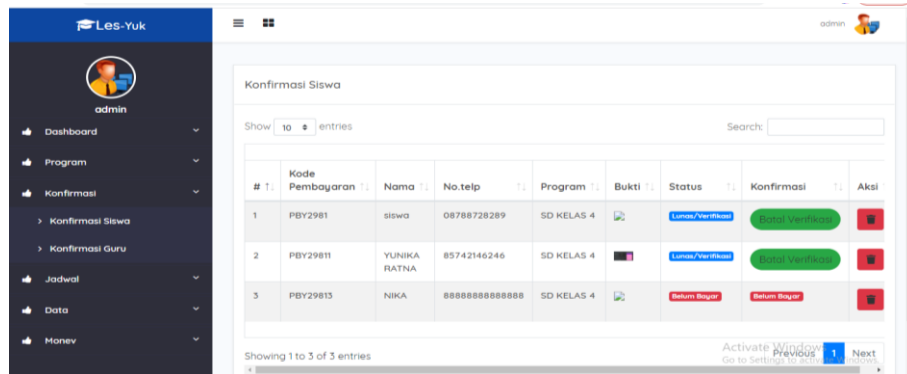 Les-Yuk
admin
admin
Dashboard
Program
Konfirmasi
> Konfirmasi Siswa
> Konfirmasi Guru
Jadwal
Data
Monev
Konfirmasi Siswa
Show 10 entries
Search:
# Kode Pembayaran Nama No.telp Program Bukti Status Konfirmasi Aksi
1 PBY2981 siswa 08788728289 SD KELAS 4 Lunas/Verifikasi Batal Verifikasi
2 PBY29811 YUNIKA RATNA 85742146246 SD KELAS 4 Lunas/Verifikasi Batal Verifikasi
3 PBY29813 NIKA 88888888888888 SD KELAS 4 Belum Bayar Belum Bayar
Showing 1 to 3 of 3 entries
Previous 1 Next
Activate Windows
Go to Settings to activate Windows.